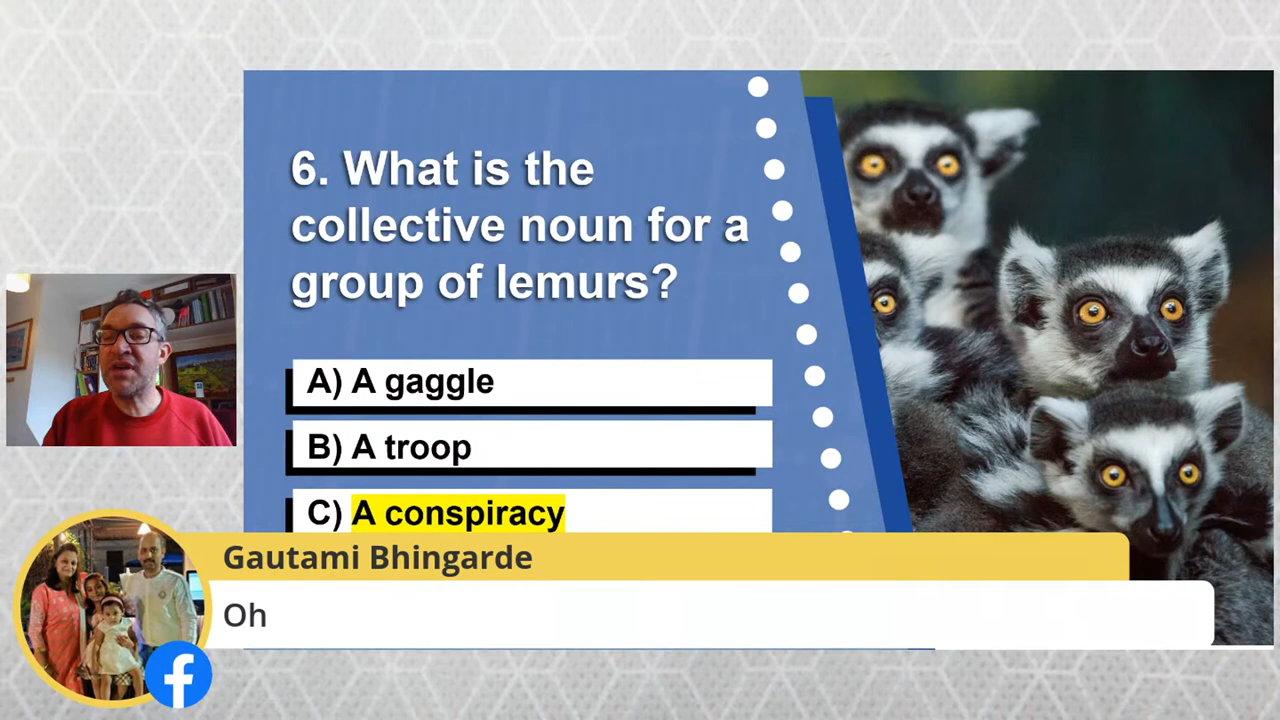 6. What is the
collective noun for a
group of lemurs?
A) A gaggle
B) A troop
C) A conspiracy
Gautami Bhingarde
Oh